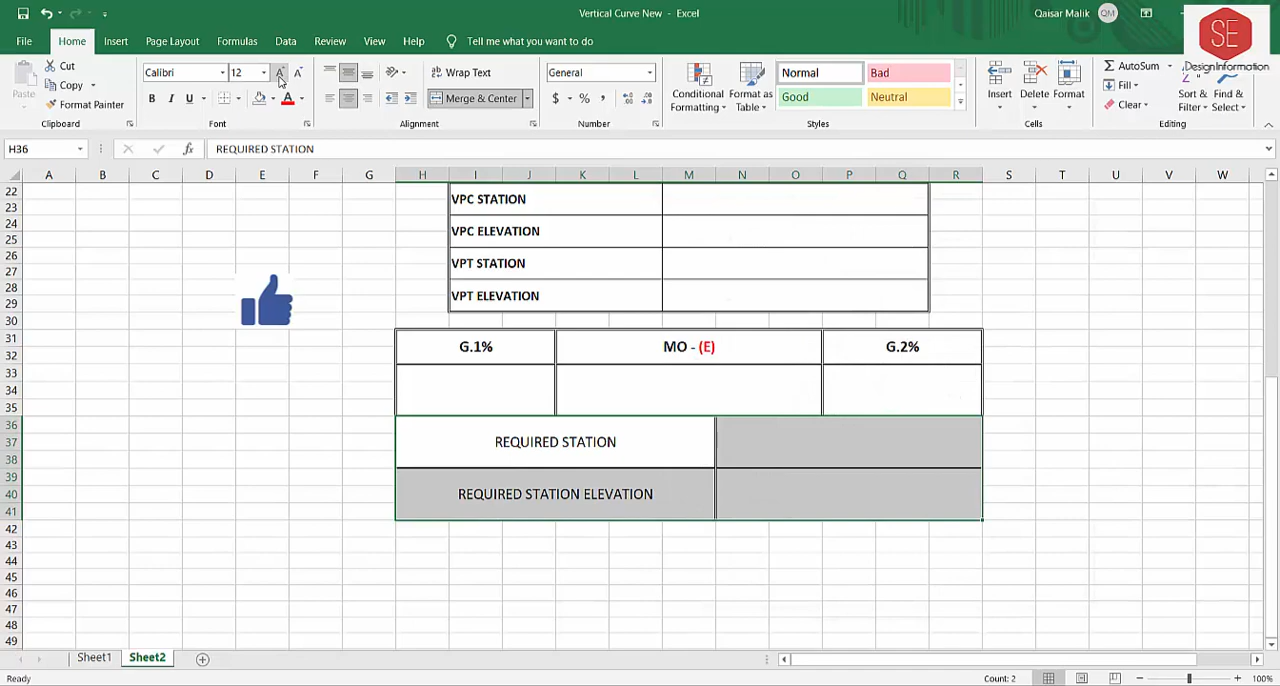 Vertical Curve New - Excel
Qaisar Malik QM
SE
DesignInformation
File Home Insert Page Layout Formulas Data Review View Help Tell me what you want to do
Paste
Cut
Copy
Format Painter
Clipboard
Calibri 12 A A
B I U A
Font
Wrap Text
Merge & Center
Alignment
General
$ % ,
Number
Conditional Formatting
Format as Table
Normal Bad
Good Neutral
Styles
Insert Delete Format
Cells
AutoSum
Fill
Clear
Sort & Filter
Find & Select
Editing
H36 fx REQUIRED STATION
A B C D E F G H I J K L M N O P Q R S T U V W
22
23
24
25
26
27
28
29
30
31
32
33
34
35
36
37
38
39
40
41
42
43
44
45
46
47
48
49
VPC STATION
VPC ELEVATION
VPT STATION
VPT ELEVATION
G.1% MO - (E) G.2%
REQUIRED STATION
REQUIRED STATION ELEVATION
Sheet1 Sheet2
Ready Count: 2 100%